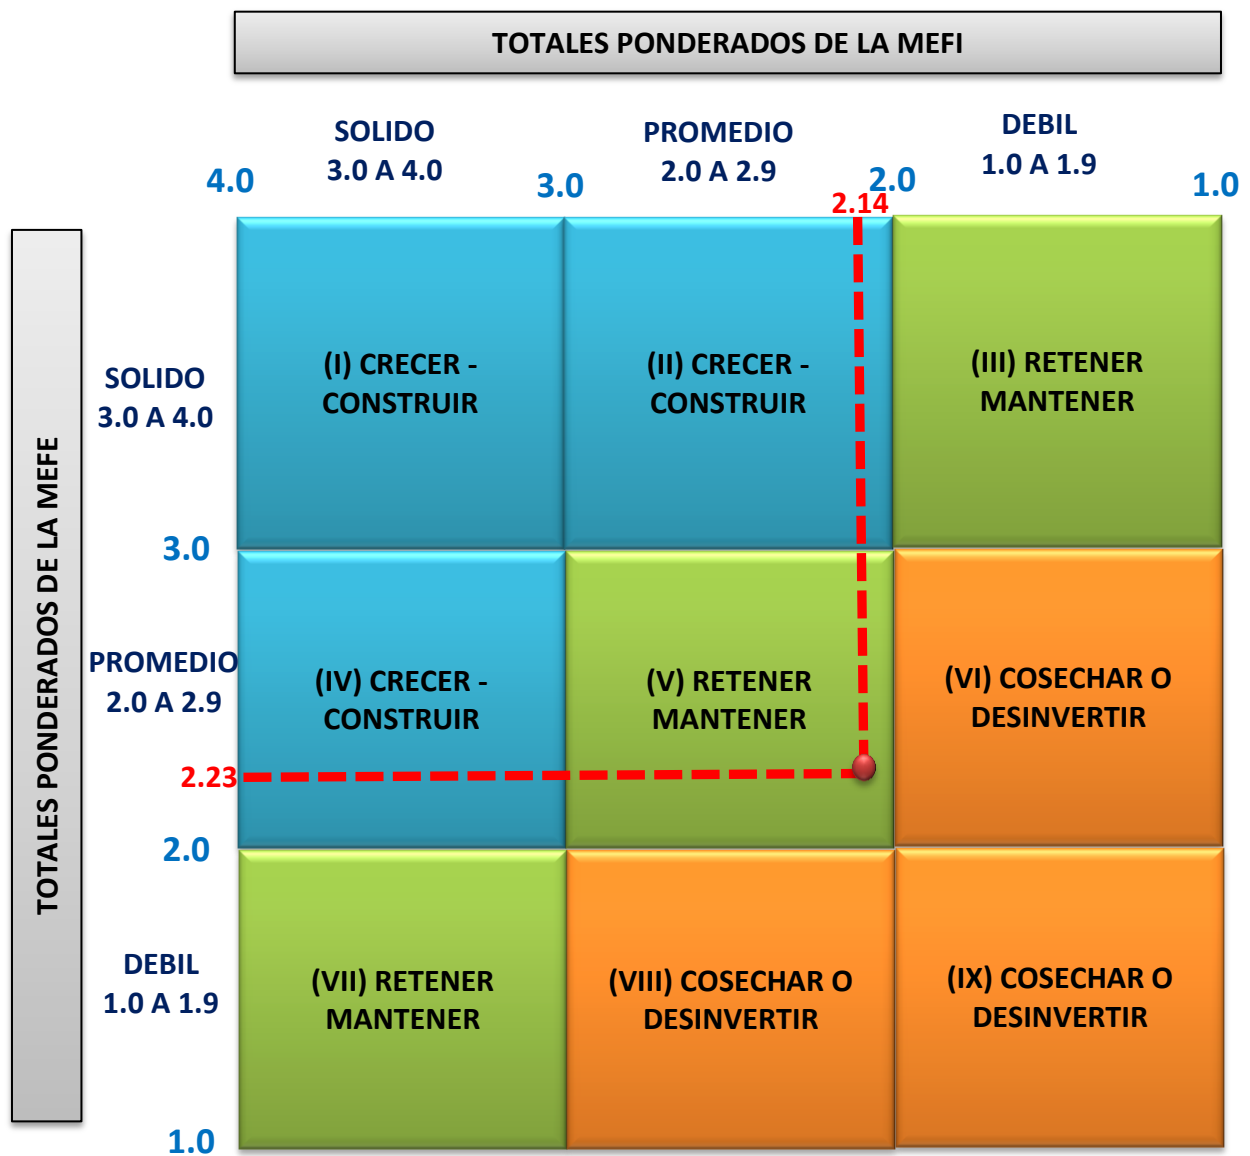 TOTALES PONDERADOS DE LA MEFI
SOLIDO
3.0 A 4.0
PROMEDIO
2.0 A 2.9
DEBIL
1.0 A 1.9
4.0
3.0
2.0
1.0
2.14
TOTALES PONDERADOS DE LA MEFE
SOLIDO
3.0 A 4.0
(I) CRECER -
CONSTRUIR
(II) CRECER -
CONSTRUIR
(III) RETENER
MANTENER
3.0
PROMEDIO
2.0 A 2.9
(IV) CRECER -
CONSTRUIR
(V) RETENER
MANTENER
(VI) COSECHAR O
DESINVERTIR
2.23
2.0
DEBIL
1.0 A 1.9
(VII) RETENER
MANTENER
(VIII) COSECHAR O
DESINVERTIR
(IX) COSECHAR O
DESINVERTIR
1.0